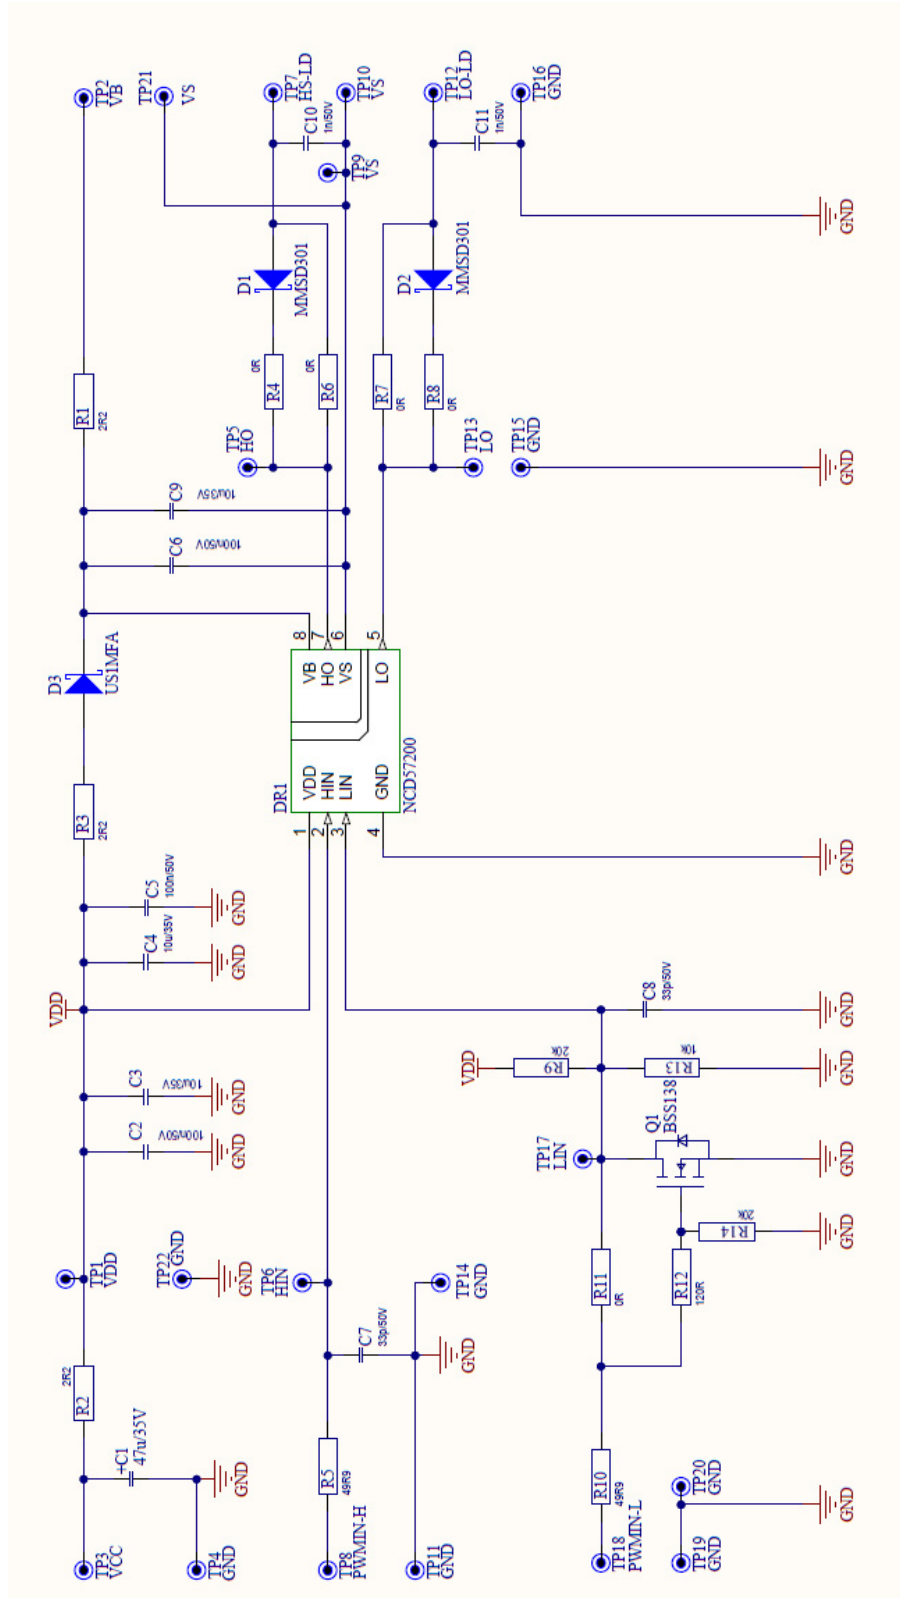 TP2
VB
TP21
VS
TP7
HS-LD
TP10
VS
TP12
LO-LD
TP16
GND
C10
1n/50V
C11
1n/50V
TP9
VS
GND
D1
MMSD301
D2
MMSD301
R1
2R2
R4
0R
R6
0R
R7
0R
R8
0R
TP5
HO
TP13
LO
TP15
GND
GND
C9
10u/35V
C6
100n/50V
D3
US1MFA
8
7
6
5
VB
HO
VS
LO
VDD
HIN
LIN
GND
DR1
NCD57200
1
2
3
4
R3
2R2
GND
C5
100n/50V
GND
C4
10u/35V
GND
VDD
C8
33p/50V
GND
C3
10u/35V
GND
C2
100n/50V
GND
VDD
R9
20k
R13
10k
GND
Q1
BSS138
GND
TP17
LIN
R14
20k
GND
TP1
VDD
TP22
GND
GND
TP6
HIN
TP14
GND
R11
0R
R12
120R
C7
33p/50V
GND
R2
2R2
+C1
47u/35V
GND
R5
49R9
R10
49R9
TP20
GND
GND
TP3
VCC
TP4
GND
TP8
PWMIN-H
TP11
GND
TP18
PWMIN-L
TP19
GND